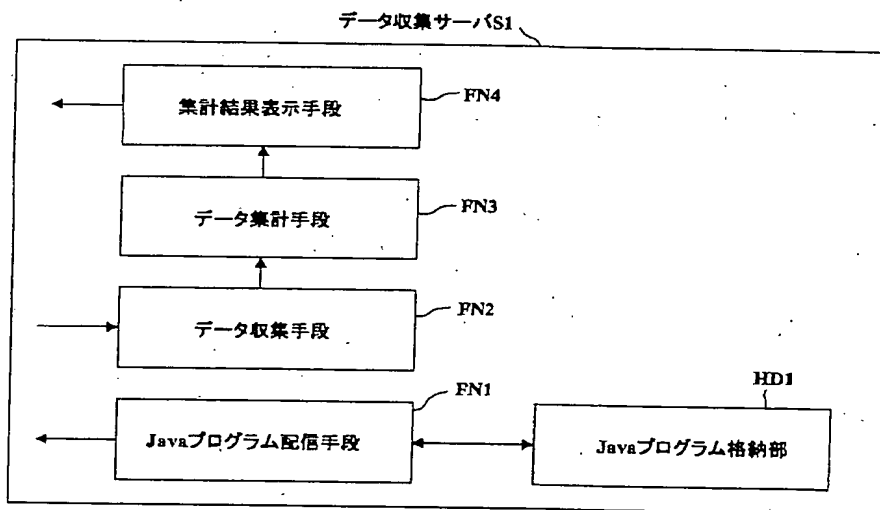 データ収集サーバS1
集計結果表示手段
FN4
データ集計手段
FN3
データ収集手段
FN2
Javaプログラム配信手段
FN1
Javaプログラム格納部
HD1